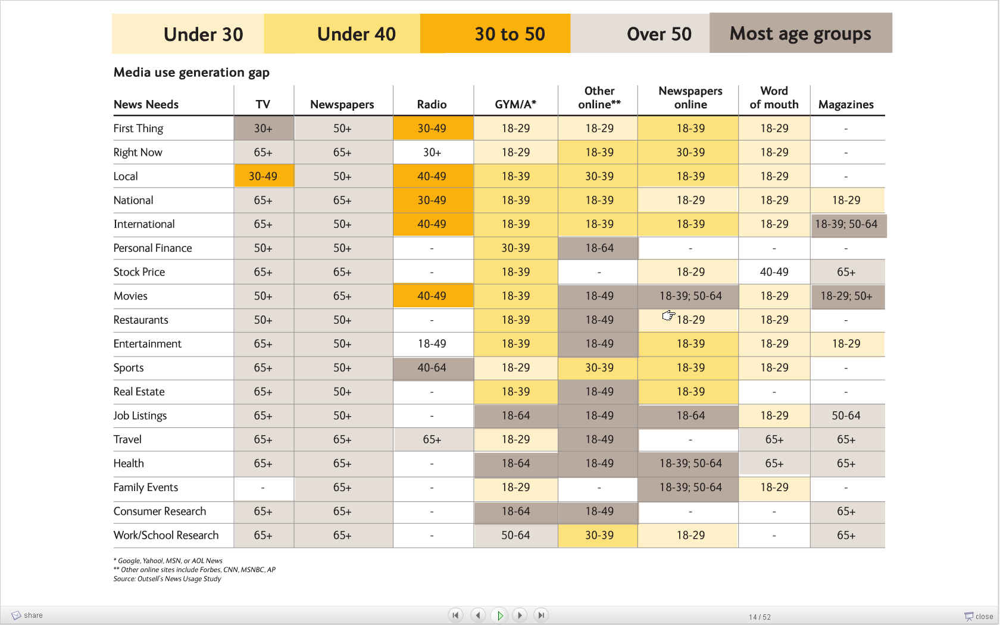 Under 30 Under 40 30 to 50 Over 50 Most age groups
Media use generation gap
News Needs TV Newspapers Radio GYM/A* Other online** Newspapers online Word of mouth Magazines
First Thing 30+ 50+ 30-49 18-29 18-29 18-39 18-29 -
Right Now 65+ 65+ 30+ 18-29 18-39 30-39 18-29 -
Local 30-49 50+ 40-49 18-39 30-39 18-39 18-29 -
National 65+ 65+ 30-49 18-39 18-39 18-29 18-29 18-29
International 65+ 50+ 40-49 18-39 18-39 18-39 18-29 18-39; 50-64
Personal Finance 50+ 50+ - 30-39 18-64 - - -
Stock Price 65+ 65+ - 18-39 - 18-29 40-49 65+
Movies 50+ 65+ 40-49 18-39 18-49 18-39; 50-64 18-29 18-29; 50+
Restaurants 50+ 50+ - 18-39 18-49 18-29 18-29 -
Entertainment 65+ 50+ 18-49 18-39 18-49 18-39 18-29 18-29
Sports 65+ 50+ 40-64 18-29 30-39 18-39 18-29 -
Real Estate 65+ 50+ - 18-39 18-49 18-39 - -
Job Listings 65+ 50+ - 18-64 18-49 18-64 18-29 50-64
Travel 65+ 65+ 65+ 18-29 18-49 - 65+ 65+
Health 65+ 65+ - 18-64 18-49 18-39; 50-64 65+ 65+
Family Events - 65+ - 18-29 - 18-39; 50-64 18-29 -
Consumer Research 65+ 65+ - 18-64 18-49 - - 65+
Work/School Research 65+ 65+ - 50-64 30-39 18-29 - 65+
* Google, Yahoo!, MSN, or AOL News
** Other online sites include Forbes, CNN, MSNBC, AP
Source: Outsell's News Usage Study
share 14 / 52 close